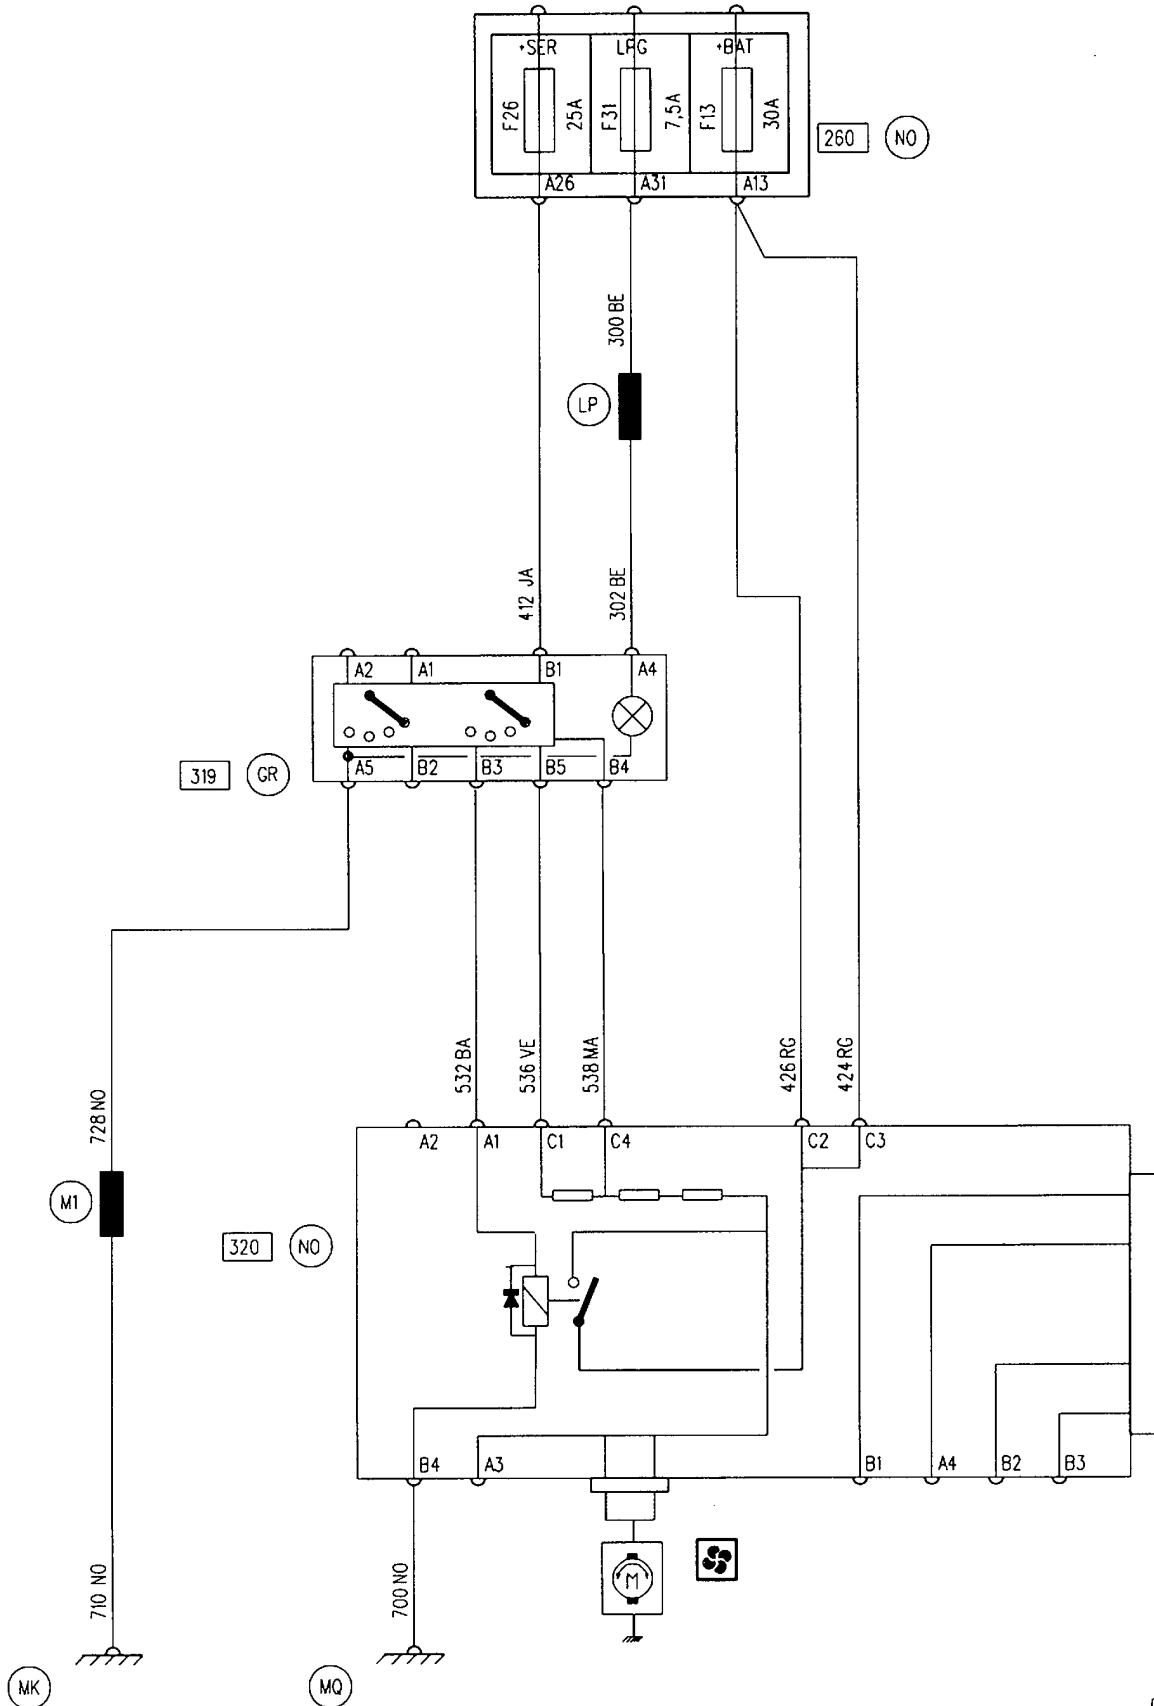 +SER LPG +BAT
F26 25A F31 7,5A F13 30A
260 NO
A26 A31 A13
300 BE
LP
412 JA 302 BE
A2 A1 B1 A4
319 GR
A5 B2 B3 B5 B4
728 NO 532 BA 536 VE 538 MA 426 RG 424 RG
A2 A1 C1 C4 C2 C3
M1
320 NO
B4 A3 B1 A4 B2 B3
M
710 NO 700 NO
MK MQ